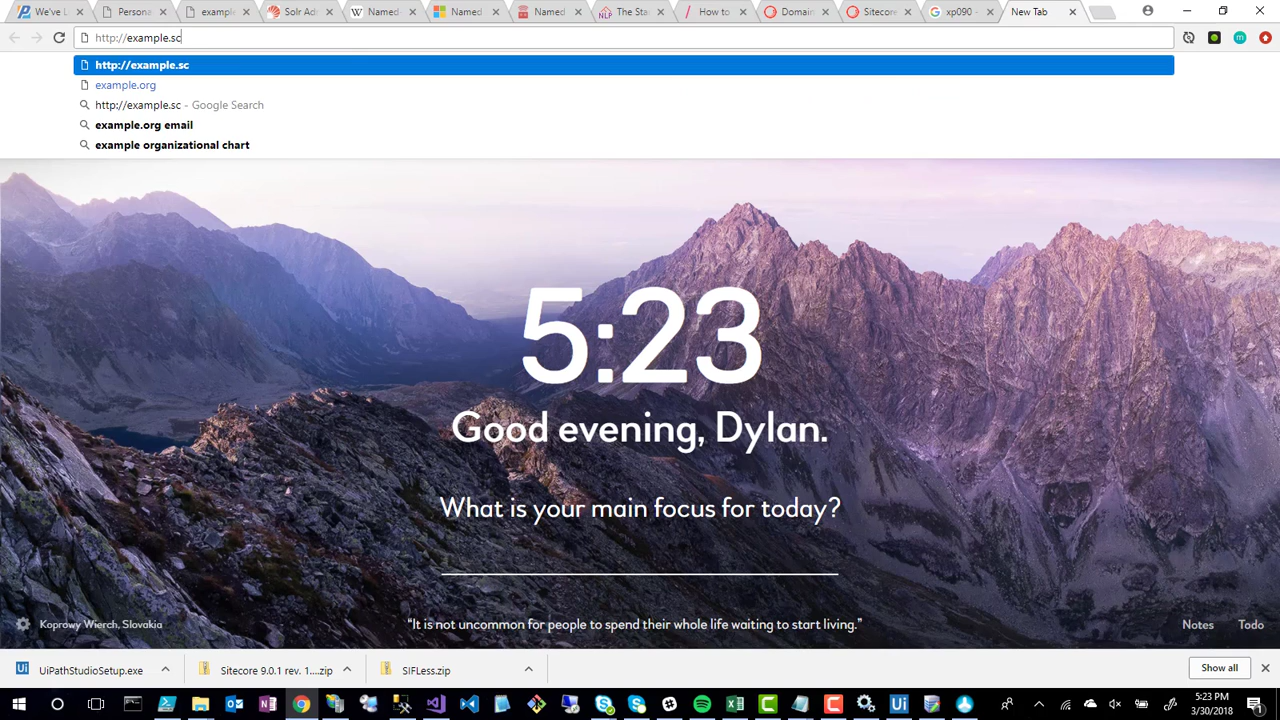 We've L
Persona
example
Solr Ad
Named-
Named
Named
The Sta
How to
Domain
Sitecore
xp090 -
New Tab
http://example.sc
http://example.sc
example.org
http://example.sc - Google Search
example.org email
example organizational chart
5:23
Good evening, Dylan.
What is your main focus for today?
Koprowy Wierch, Slovakia
"It is not uncommon for people to spend their whole life waiting to start living."
Notes
Todo
UiPathStudioSetup.exe
Sitecore 9.0.1 rev. 1....zip
SIFLess.zip
Show all
5:23 PM
3/30/2018